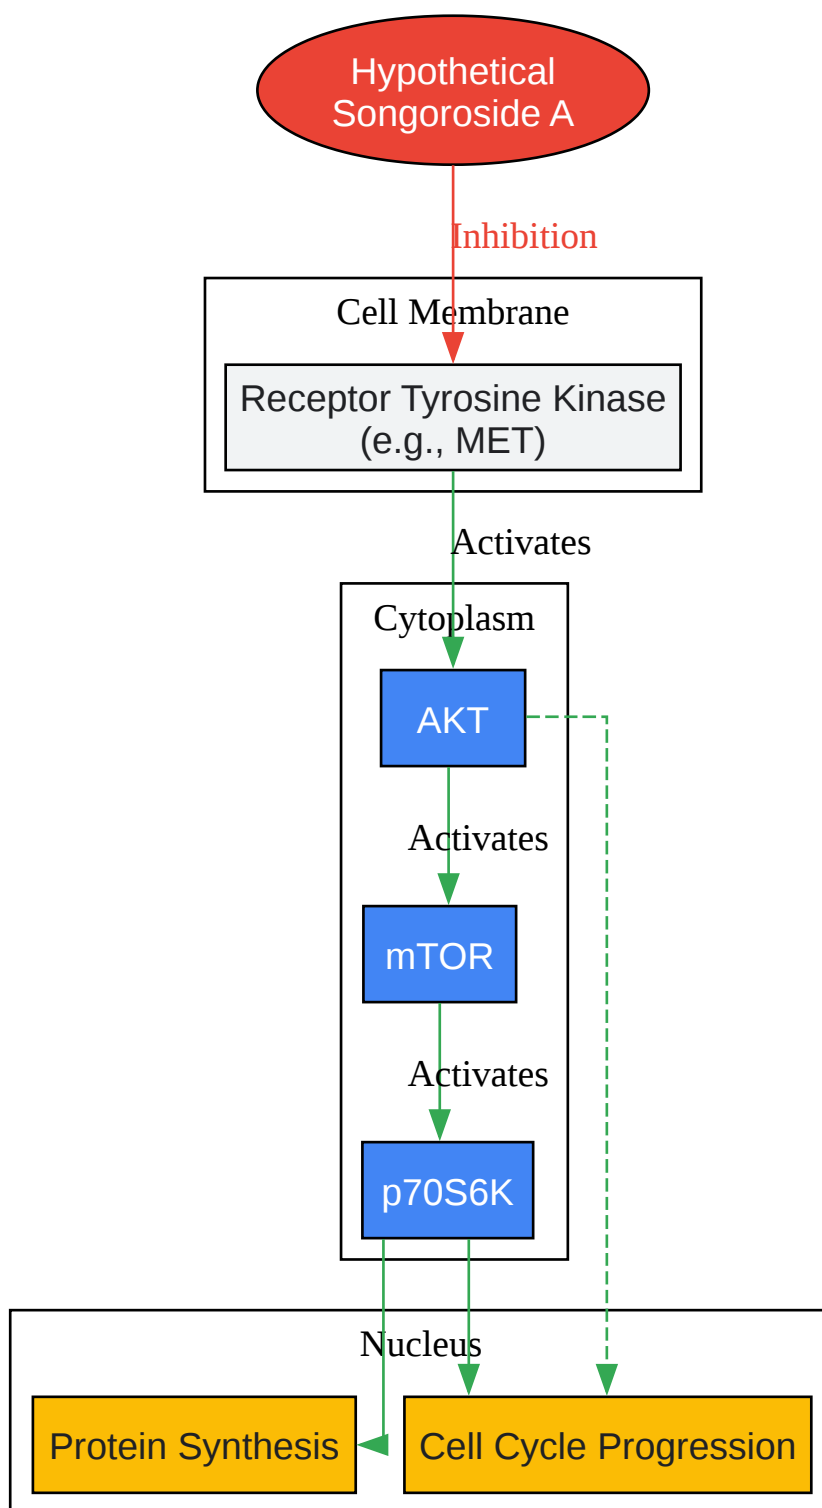 Hypothetical
Songoroside A
Inhibition
Cell Membrane
Receptor Tyrosine Kinase
(e.g., MET)
Activates
Cytoplasm
AKT
Activates
mTOR
Activates
p70S6K
Nucleus
Protein Synthesis
Cell Cycle Progression